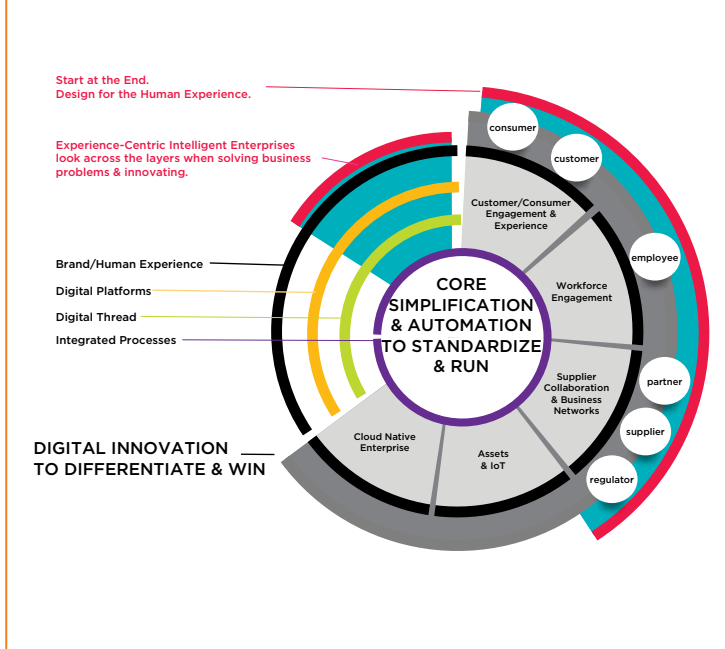 Start at the End.
Design for the Human Experience.
Experience-Centric Intelligent Enterprises
look across the layers when solving business
problems & innovating.
Brand/Human Experience
Digital Platforms
Digital Thread
Integrated Processes
DIGITAL INNOVATION
TO DIFFERENTIATE & WIN
CORE
SIMPLIFICATION
& AUTOMATION
TO STANDARDIZE
& RUN
Customer/Consumer
Engagement &
Experience
Workforce
Engagement
Supplier
Collaboration
& Business
Networks
Assets
& IoT
Cloud Native
Enterprise
consumer
customer
employee
partner
supplier
regulator